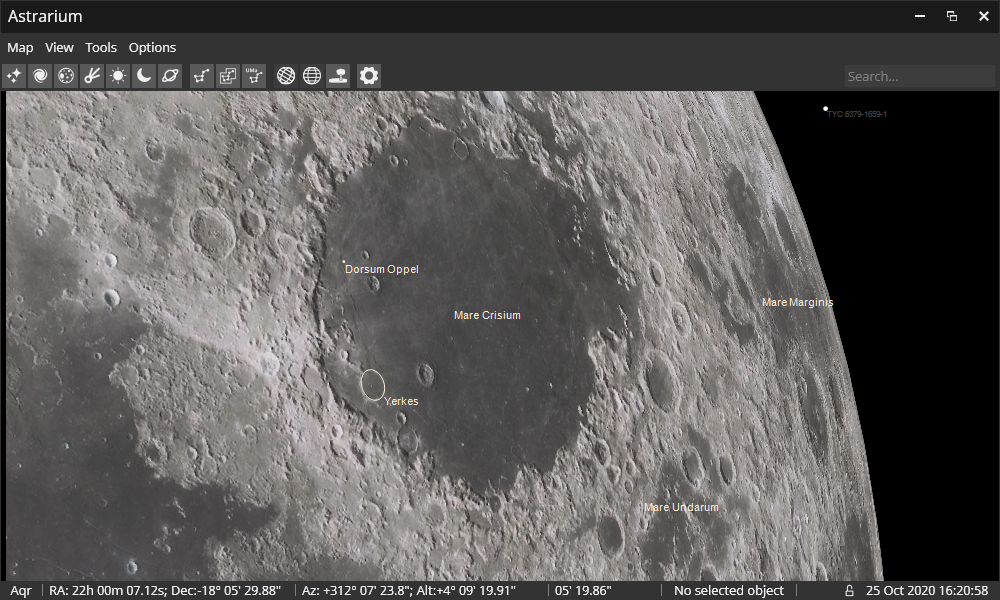 Astrarium
Map View Tools Options
UMa
Search...
TYC 6379-1659-1
Dorsum Oppel
Mare Crisium
Mare Marginis
Yerkes
Mare Undarum
Aqr RA: 22h 00m 07.12s; Dec:-18° 05' 29.88" Az: +312° 07' 23.8"; Alt:+4° 09' 19.91" 05' 19.86" No selected object 25 Oct 2020 16:20:58